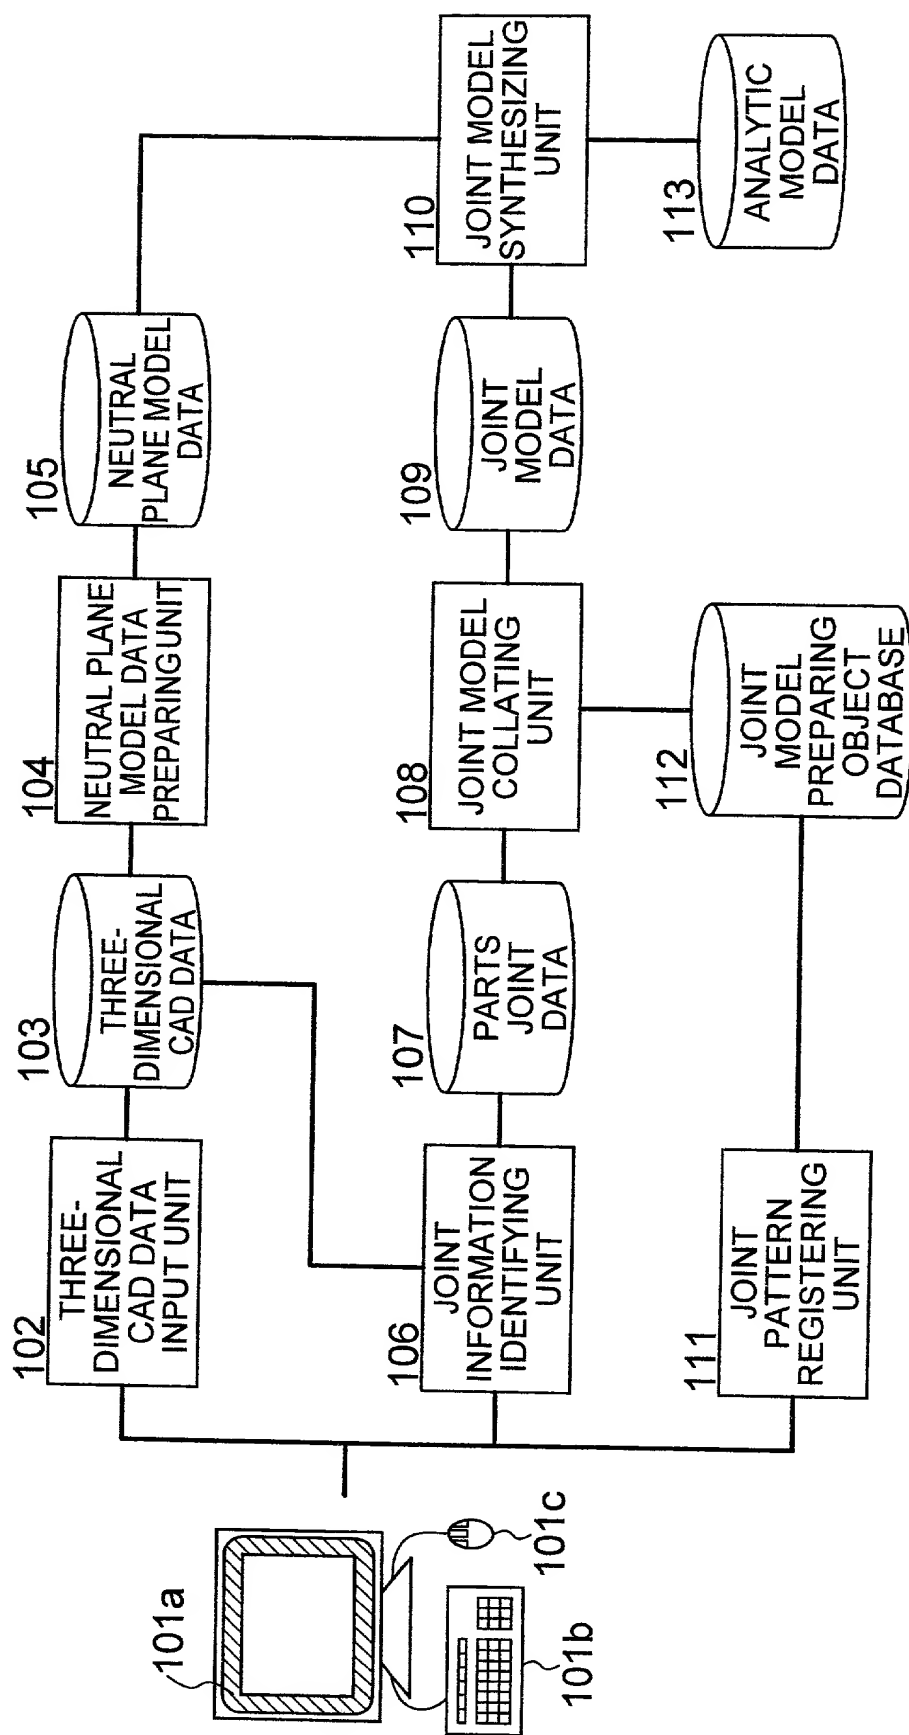 101a
101b
101c
102
THREE-
DIMENSIONAL
CAD DATA
INPUT UNIT
103
THREE-
DIMENSIONAL
CAD DATA
104
NEUTRAL PLANE
MODEL DATA
PREPARING UNIT
105
NEUTRAL
PLANE MODEL
DATA
106
JOINT
INFORMATION
IDENTIFYING
UNIT
107
PARTS
JOINT
DATA
108
JOINT MODEL
COLLATING
UNIT
109
JOINT
MODEL
DATA
110
JOINT MODEL
SYNTHESIZING
UNIT
111
JOINT
PATTERN
REGISTERING
UNIT
112
JOINT
MODEL
PREPARING
OBJECT
DATABASE
113
ANALYTIC
MODEL
DATA